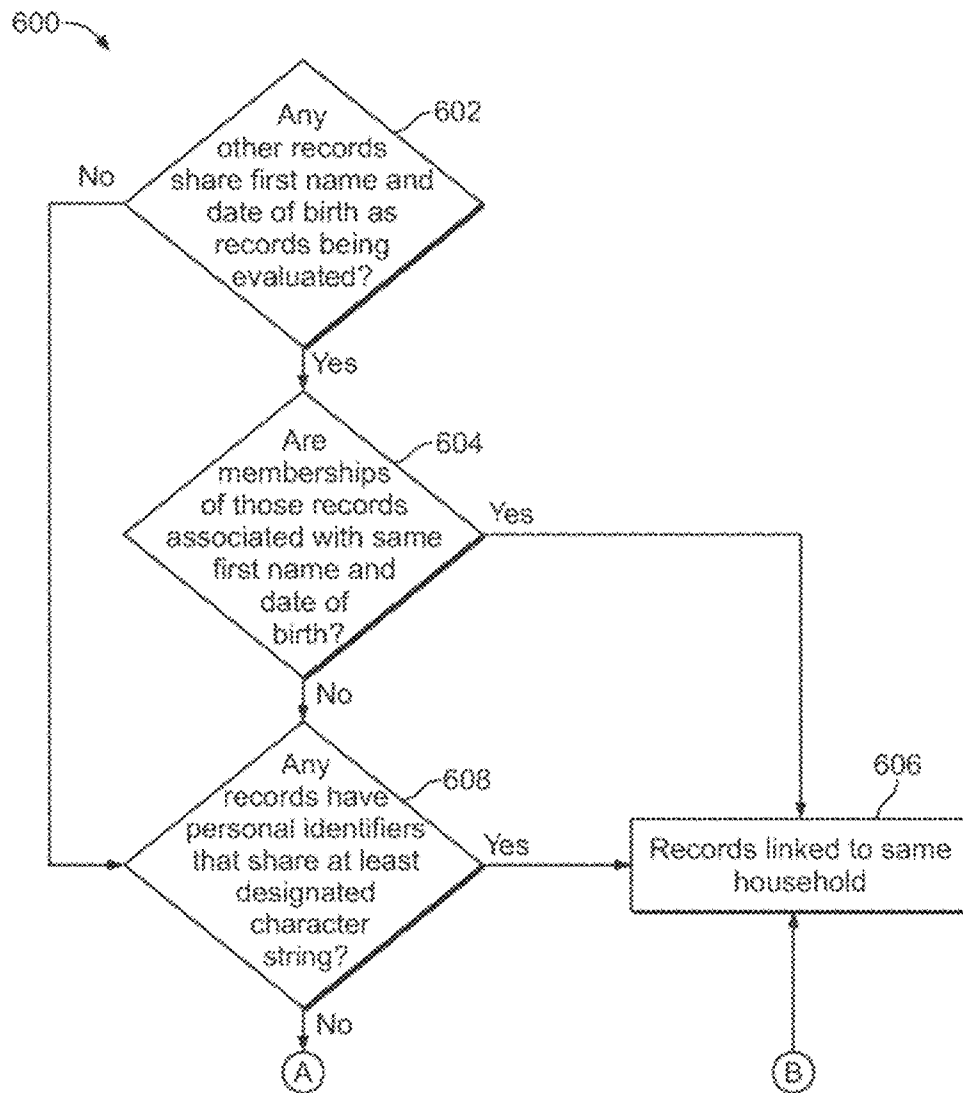 600
602
Any
other records
share first name and
date of birth as
records being
evaluated?
No
Yes
604
Are
memberships
of those records
associated with same
first name and
date of
birth?
Yes
No
608
Any
records have
personal identifiers
that share at least
designated
character
string?
Yes
606
Records linked to same
household
No
A
B